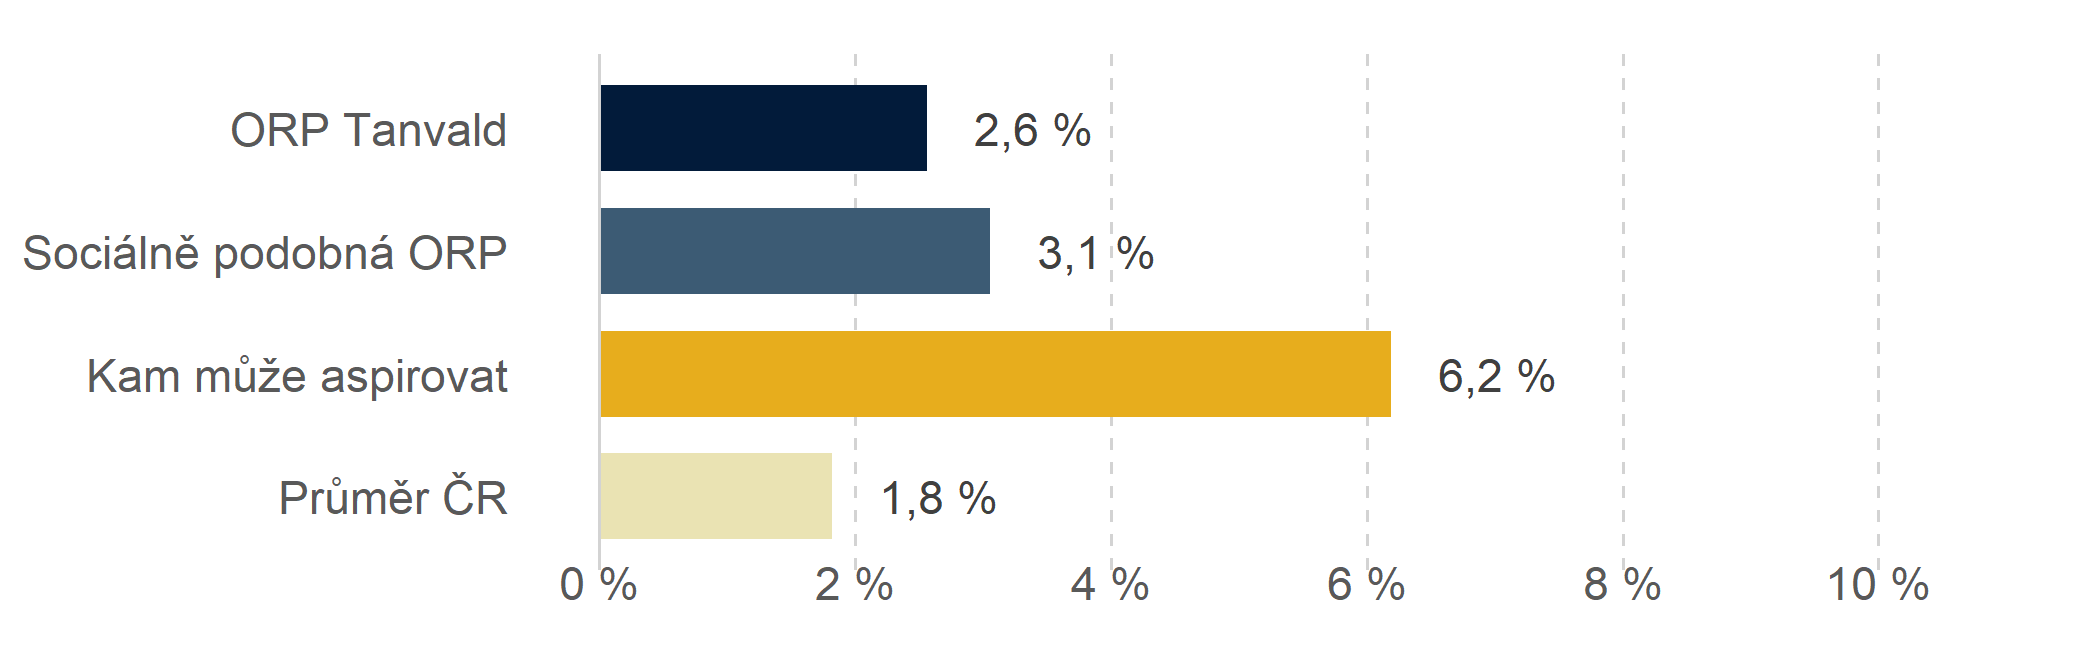 ORP Tanvald
2,6 %
Sociálně podobná ORP
3,1 %
Kam může aspirovat
6,2 %
Průměr ČR
1,8 %
0 %
2 %
4 %
6 %
8 %
10 %